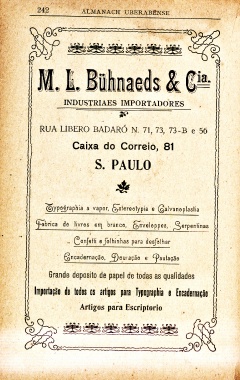 242
ALMANACH UBERABENSE
M. L. Bühnaeds & Cia.
INDUSTRIAES IMPORTADORES
RUA LIBERO BADARÓ N. 71, 73, 73-B e 56
Caixa do Correio, 81
S. PAULO
Typographia a vapor, Estereotypia e Galvanoplastia
Fabrica de livros em branco, Enveloppes, Serpentinas
Confetti e folhinhas para desfolhar
Encadernação, Douração e Pautação
Grande deposito de papel de todas as qualidades
Importação de todos os artigos para Typographia e Encadernação
Artigos para Escriptorio